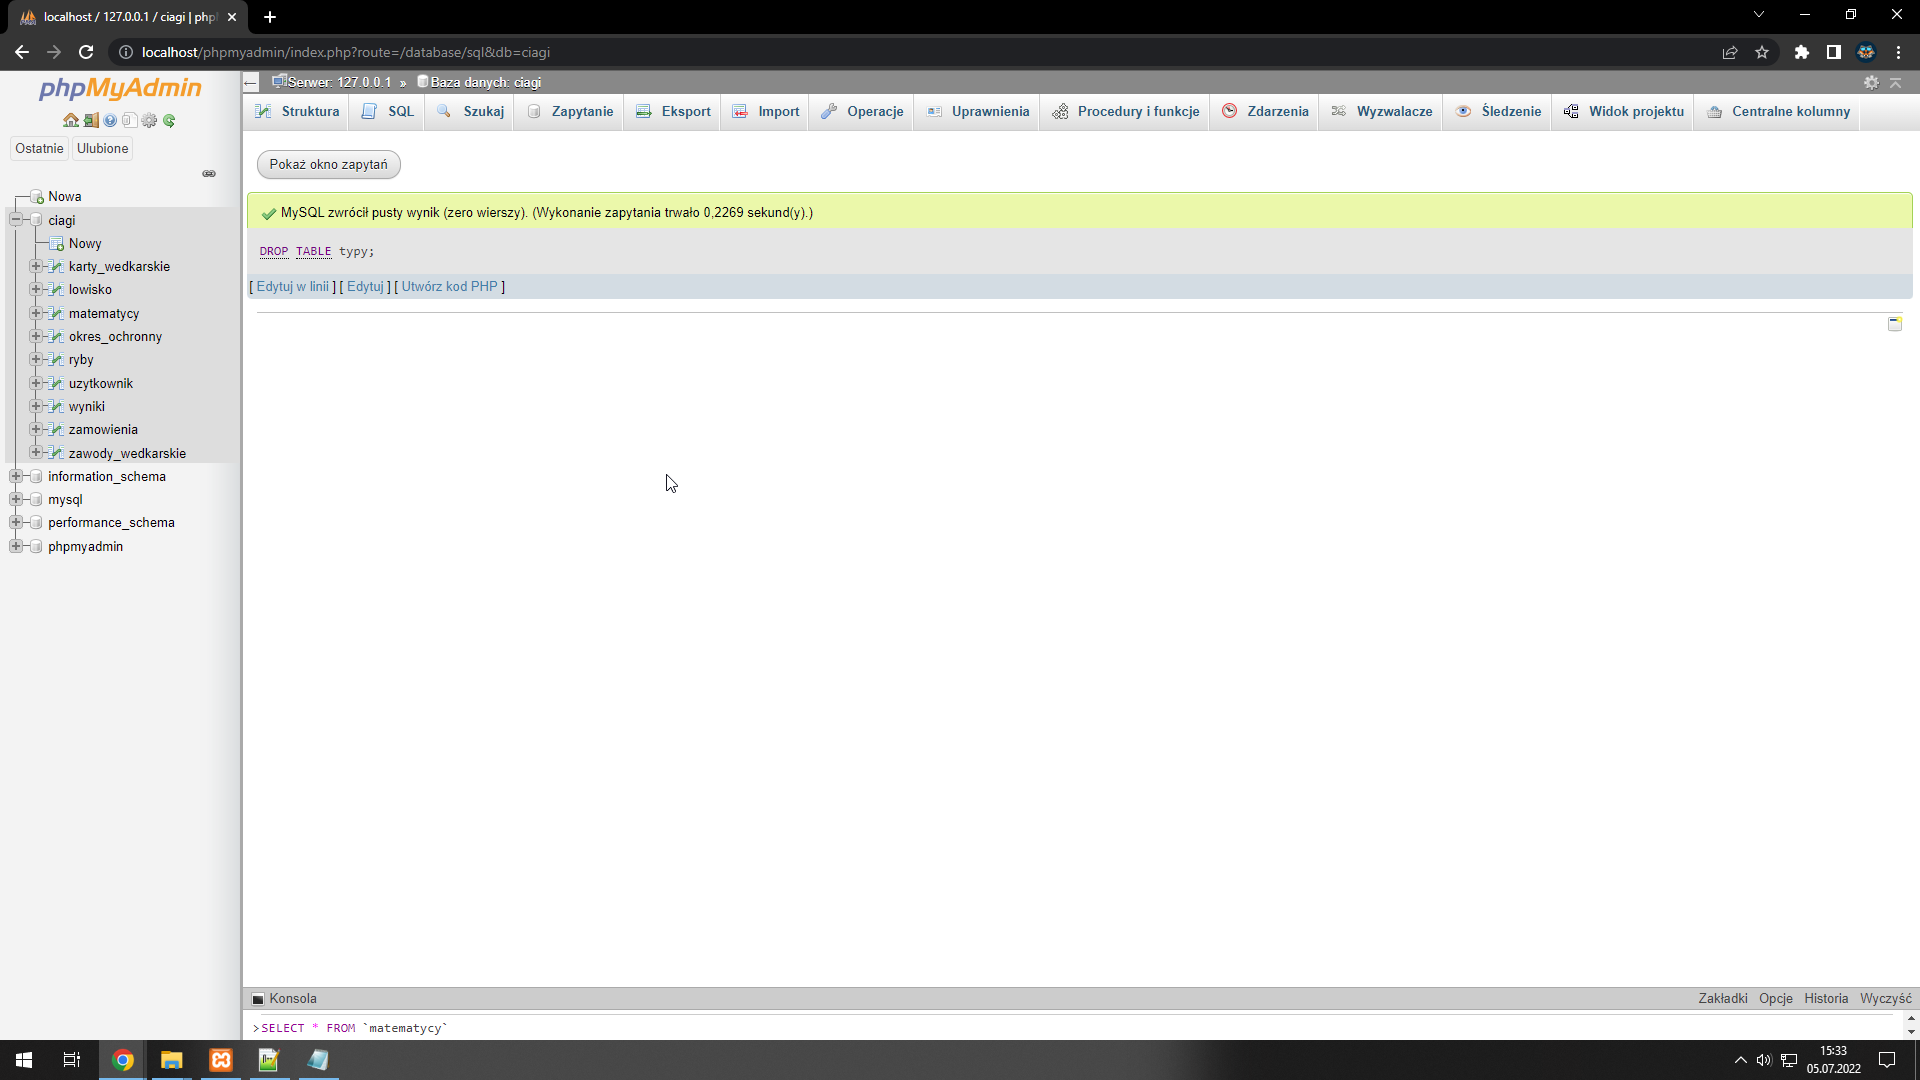 localhost / 127.0.0.1 / ciagi | php
localhost/phpmyadmin/index.php?route=/database/sql&db=ciagi
phpMyAdmin
Ostatnie
Ulubione
Nowa
ciagi
Nowy
karty_wedkarskie
lowisko
matematycy
okres_ochronny
ryby
uzytkownik
wyniki
zamowienia
zawody_wedkarskie
information_schema
mysql
performance_schema
phpmyadmin
Serwer: 127.0.0.1 » Baza danych: ciagi
Struktura
SQL
Szukaj
Zapytanie
Eksport
Import
Operacje
Uprawnienia
Procedury i funkcje
Zdarzenia
Wyzwalacze
Śledzenie
Widok projektu
Centralne kolumny
Pokaż okno zapytań
MySQL zwrócił pusty wynik (zero wierszy). (Wykonanie zapytania trwało 0,2269 sekund(y).)
DROP TABLE typy;
[ Edytuj w linii ] [ Edytuj ] [ Utwórz kod PHP ]
Konsola
Zakładki
Opcje
Historia
Wyczyść
>SELECT * FROM `matematycy`
15:33
05.07.2022